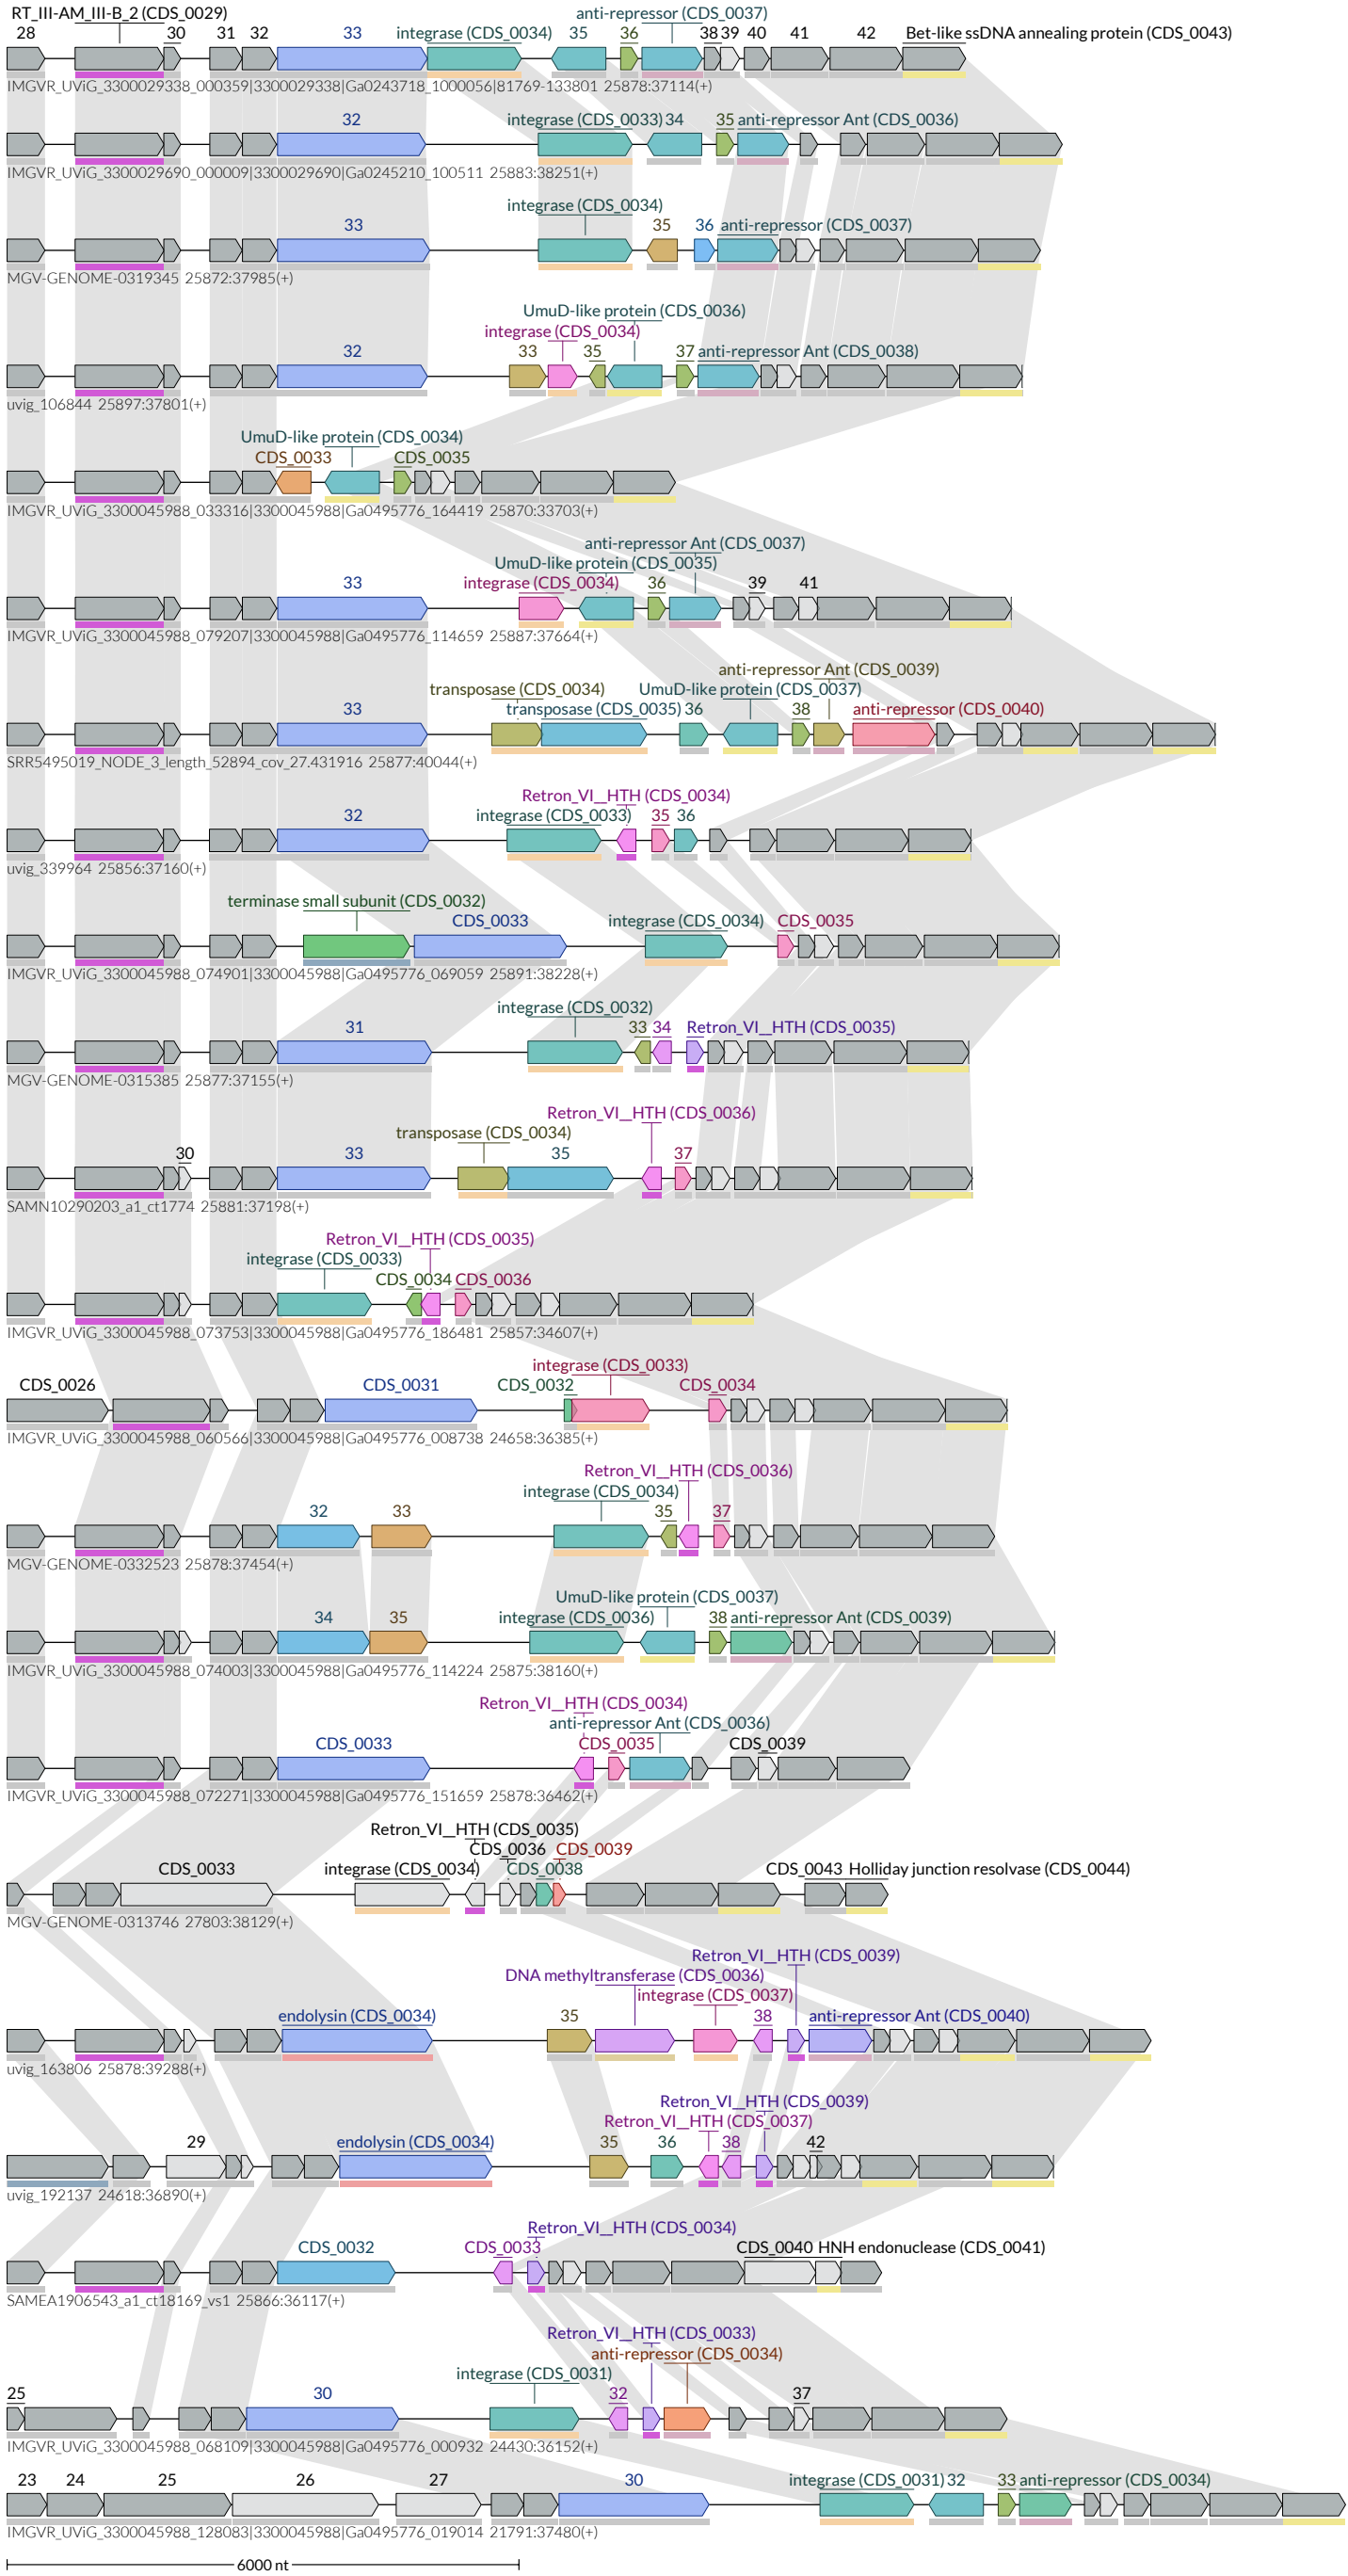 RT_III-AM_III-B_2 (CDS_0029) anti-repressor (CDS_0037)
28 30 31 32 33 integrase (CDS_0034) 35 36 38 39 40 41 42 Bet-like ssDNA annealing protein (CDS_0043)
IMGVR_UViG_3300029338_000359|3300029338|Ga0243718_1000056|81769-133801 25878:37114(+)
32 integrase (CDS_0033) 34 35 anti-repressor Ant (CDS_0036)
IMGVR_UViG_3300029690_000009|3300029690|Ga0245210_100511 25883:38251(+)
integrase (CDS_0034)
33 35 36 anti-repressor (CDS_0037)
MGV-GENOME-0319345 25872:37985(+)
UmuD-like protein (CDS_0036)
integrase (CDS_0034)
32 33 35 37 anti-repressor Ant (CDS_0038)
uvig_106844 25897:37801(+)
UmuD-like protein (CDS_0034)
CDS_0033 CDS_0035
IMGVR_UViG_3300045988_033316|3300045988|Ga0495776_164419 25870:33703(+)
anti-repressor Ant (CDS_0037)
UmuD-like protein (CDS_0035)
33 integrase (CDS_0034) 36 39 41
IMGVR_UViG_3300045988_079207|3300045988|Ga0495776_114659 25887:37664(+)
anti-repressor Ant (CDS_0039)
transposase (CDS_0034) UmuD-like protein (CDS_0037)
33 transposase (CDS_0035) 36 38 anti-repressor (CDS_0040)
SRR5495019_NODE_3_length_52894_cov_27.431916 25877:40044(+)
Retron_VI__HTH (CDS_0034)
32 integrase (CDS_0033) 35 36
uvig_339964 25856:37160(+)
terminase small subunit (CDS_0032)
CDS_0033 integrase (CDS_0034) CDS_0035
IMGVR_UViG_3300045988_074901|3300045988|Ga0495776_069059 25891:38228(+)
integrase (CDS_0032)
31 33 34 Retron_VI__HTH (CDS_0035)
MGV-GENOME-0315385 25877:37155(+)
Retron_VI__HTH (CDS_0036)
transposase (CDS_0034)
30 33 35 37
SAMN10290203_a1_ct1774 25881:37198(+)
Retron_VI__HTH (CDS_0035)
integrase (CDS_0033)
CDS_0034 CDS_0036
IMGVR_UViG_3300045988_073753|3300045988|Ga0495776_186481 25857:34607(+)
integrase (CDS_0033)
CDS_0026 CDS_0031 CDS_0032 CDS_0034
IMGVR_UViG_3300045988_060566|3300045988|Ga0495776_008738 24658:36385(+)
Retron_VI__HTH (CDS_0036)
integrase (CDS_0034)
32 33 35 37
MGV-GENOME-0332523 25878:37454(+)
UmuD-like protein (CDS_0037)
34 35 integrase (CDS_0036) 38 anti-repressor Ant (CDS_0039)
IMGVR_UViG_3300045988_074003|3300045988|Ga0495776_114224 25875:38160(+)
Retron_VI__HTH (CDS_0034)
anti-repressor Ant (CDS_0036)
CDS_0033 CDS_0035 CDS_0039
IMGVR_UViG_3300045988_072271|3300045988|Ga0495776_151659 25878:36462(+)
Retron_VI__HTH (CDS_0035)
CDS_0036 CDS_0039
CDS_0033 integrase (CDS_0034) CDS_0038 CDS_0043 Holliday junction resolvase (CDS_0044)
MGV-GENOME-0313746 27803:38129(+)
Retron_VI__HTH (CDS_0039)
DNA methyltransferase (CDS_0036)
integrase (CDS_0037)
endolysin (CDS_0034) 35 38 anti-repressor Ant (CDS_0040)
uvig_163806 25878:39288(+)
Retron_VI__HTH (CDS_0039)
Retron_VI__HTH (CDS_0037)
29 endolysin (CDS_0034) 35 36 38 42
uvig_192137 24618:36890(+)
Retron_VI__HTH (CDS_0034)
CDS_0032 CDS_0033 CDS_0040 HNH endonuclease (CDS_0041)
SAMEA1906543_a1_ct18169_vs1 25866:36117(+)
Retron_VI__HTH (CDS_0033)
anti-repressor (CDS_0034)
integrase (CDS_0031)
25 30 32 37
IMGVR_UViG_3300045988_068109|3300045988|Ga0495776_000932 24430:36152(+)
23 24 25 26 27 30 integrase (CDS_0031) 32 33 anti-repressor (CDS_0034)
IMGVR_UViG_3300045988_128083|3300045988|Ga0495776_019014 21791:37480(+)
6000 nt